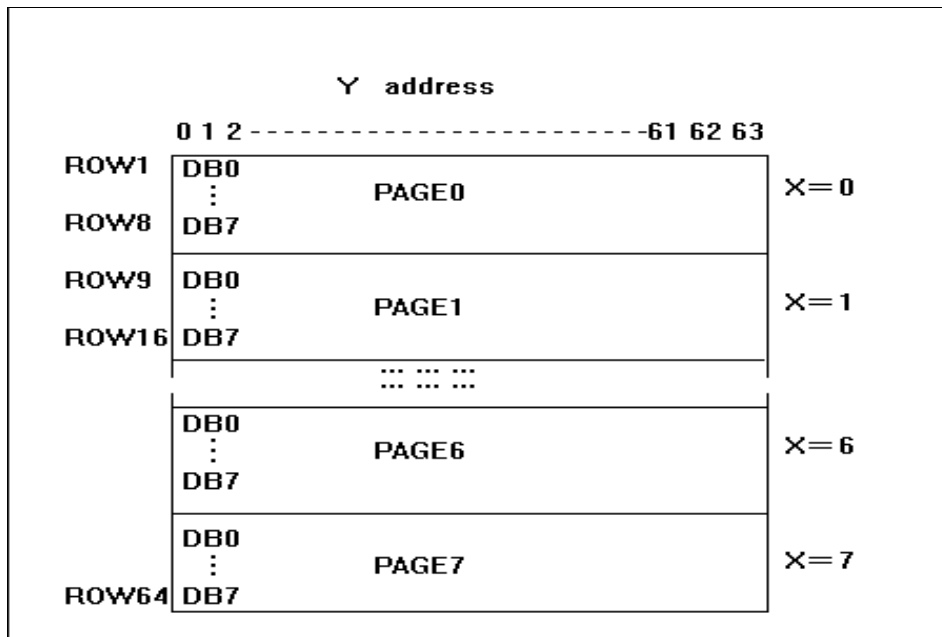 Y address
0 1 2 - - - - - - - - - - - - - - - - - - - - - - - - 61 62 63
ROW1 DB0
⋮ PAGE0 X=0
ROW8 DB7
ROW9 DB0
⋮ PAGE1 X=1
ROW16 DB7
⋮⋮⋮ ⋮⋮⋮ ⋮⋮⋮
DB0
⋮ PAGE6 X=6
DB7
DB0
⋮ PAGE7 X=7
ROW64 DB7